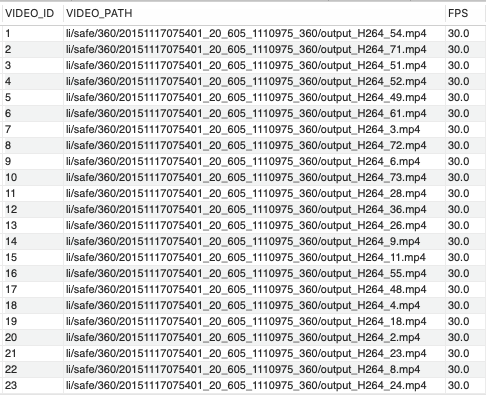 VIDEO_ID VIDEO_PATH FPS
1 li/safe/360/20151117075401_20_605_1110975_360/output_H264_54.mp4 30.0
2 li/safe/360/20151117075401_20_605_1110975_360/output_H264_71.mp4 30.0
3 li/safe/360/20151117075401_20_605_1110975_360/output_H264_51.mp4 30.0
4 li/safe/360/20151117075401_20_605_1110975_360/output_H264_52.mp4 30.0
5 li/safe/360/20151117075401_20_605_1110975_360/output_H264_49.mp4 30.0
6 li/safe/360/20151117075401_20_605_1110975_360/output_H264_61.mp4 30.0
7 li/safe/360/20151117075401_20_605_1110975_360/output_H264_3.mp4 30.0
8 li/safe/360/20151117075401_20_605_1110975_360/output_H264_72.mp4 30.0
9 li/safe/360/20151117075401_20_605_1110975_360/output_H264_6.mp4 30.0
10 li/safe/360/20151117075401_20_605_1110975_360/output_H264_73.mp4 30.0
11 li/safe/360/20151117075401_20_605_1110975_360/output_H264_28.mp4 30.0
12 li/safe/360/20151117075401_20_605_1110975_360/output_H264_36.mp4 30.0
13 li/safe/360/20151117075401_20_605_1110975_360/output_H264_26.mp4 30.0
14 li/safe/360/20151117075401_20_605_1110975_360/output_H264_9.mp4 30.0
15 li/safe/360/20151117075401_20_605_1110975_360/output_H264_11.mp4 30.0
16 li/safe/360/20151117075401_20_605_1110975_360/output_H264_55.mp4 30.0
17 li/safe/360/20151117075401_20_605_1110975_360/output_H264_48.mp4 30.0
18 li/safe/360/20151117075401_20_605_1110975_360/output_H264_4.mp4 30.0
19 li/safe/360/20151117075401_20_605_1110975_360/output_H264_18.mp4 30.0
20 li/safe/360/20151117075401_20_605_1110975_360/output_H264_2.mp4 30.0
21 li/safe/360/20151117075401_20_605_1110975_360/output_H264_23.mp4 30.0
22 li/safe/360/20151117075401_20_605_1110975_360/output_H264_8.mp4 30.0
23 li/safe/360/20151117075401_20_605_1110975_360/output_H264_24.mp4 30.0